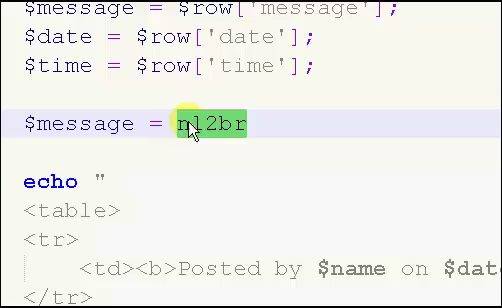 $message = $row['message'];
$date = $row['date'];
$time = $row['time'];
$message = nl2br
echo "
<table>
<tr>
<td><b>Posted by $name on $dat
</tr>